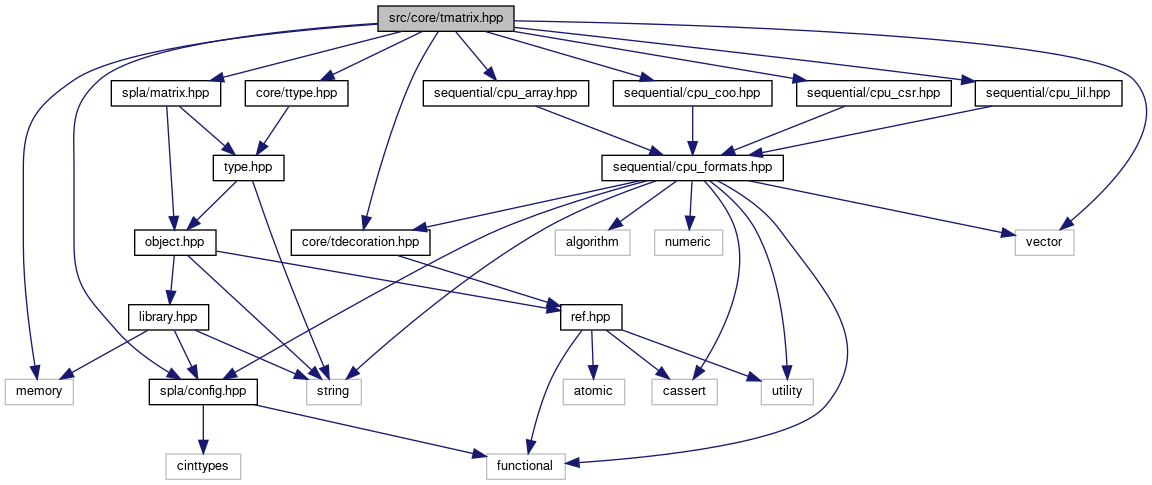 src/core/tmatrix.hpp
spla/matrix.hpp
core/ttype.hpp
sequential/cpu_array.hpp
sequential/cpu_coo.hpp
sequential/cpu_csr.hpp
sequential/cpu_lil.hpp
type.hpp
sequential/cpu_formats.hpp
object.hpp
core/tdecoration.hpp
algorithm
numeric
vector
library.hpp
ref.hpp
memory
spla/config.hpp
string
atomic
cassert
utility
cinttypes
functional